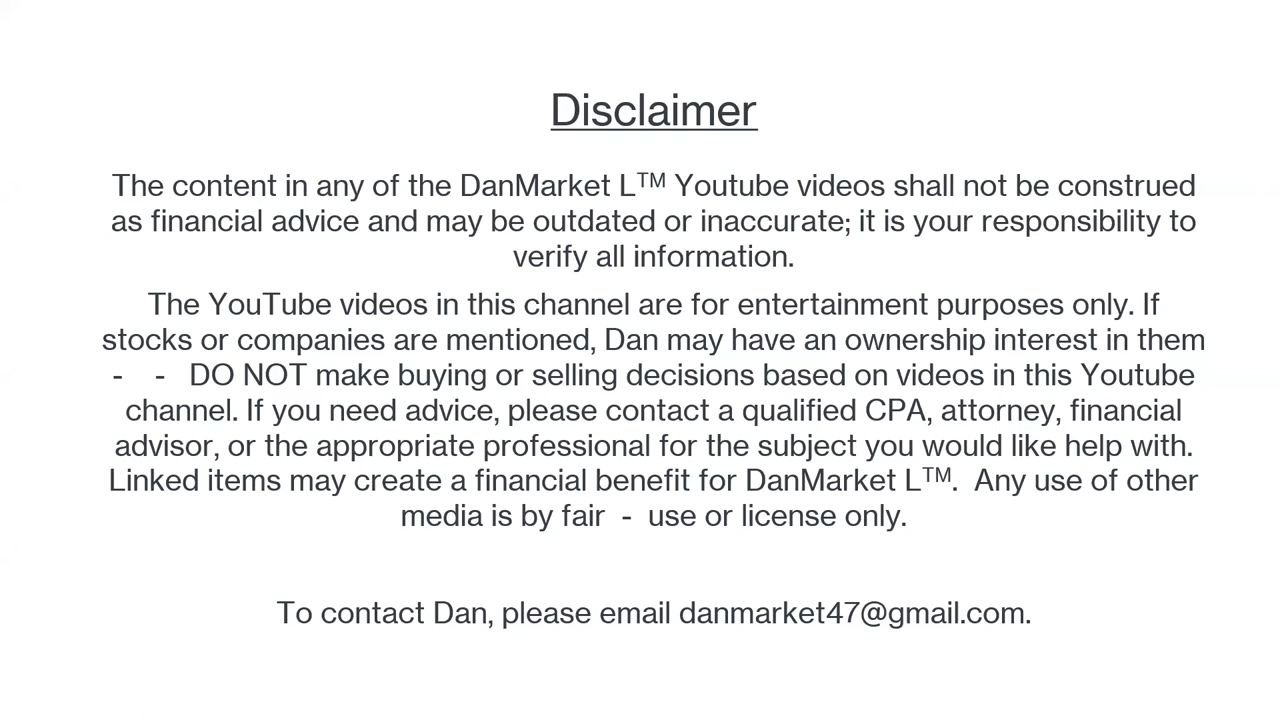 Disclaimer
The content in any of the DanMarket L™ Youtube videos shall not be construed
as financial advice and may be outdated or inaccurate; it is your responsibility to
verify all information.
The YouTube videos in this channel are for entertainment purposes only. If
stocks or companies are mentioned, Dan may have an ownership interest in them
- - DO NOT make buying or selling decisions based on videos in this Youtube
channel. If you need advice, please contact a qualified CPA, attorney, financial
advisor, or the appropriate professional for the subject you would like help with.
Linked items may create a financial benefit for DanMarket L™. Any use of other
media is by fair - use or license only.
To contact Dan, please email danmarket47@gmail.com.